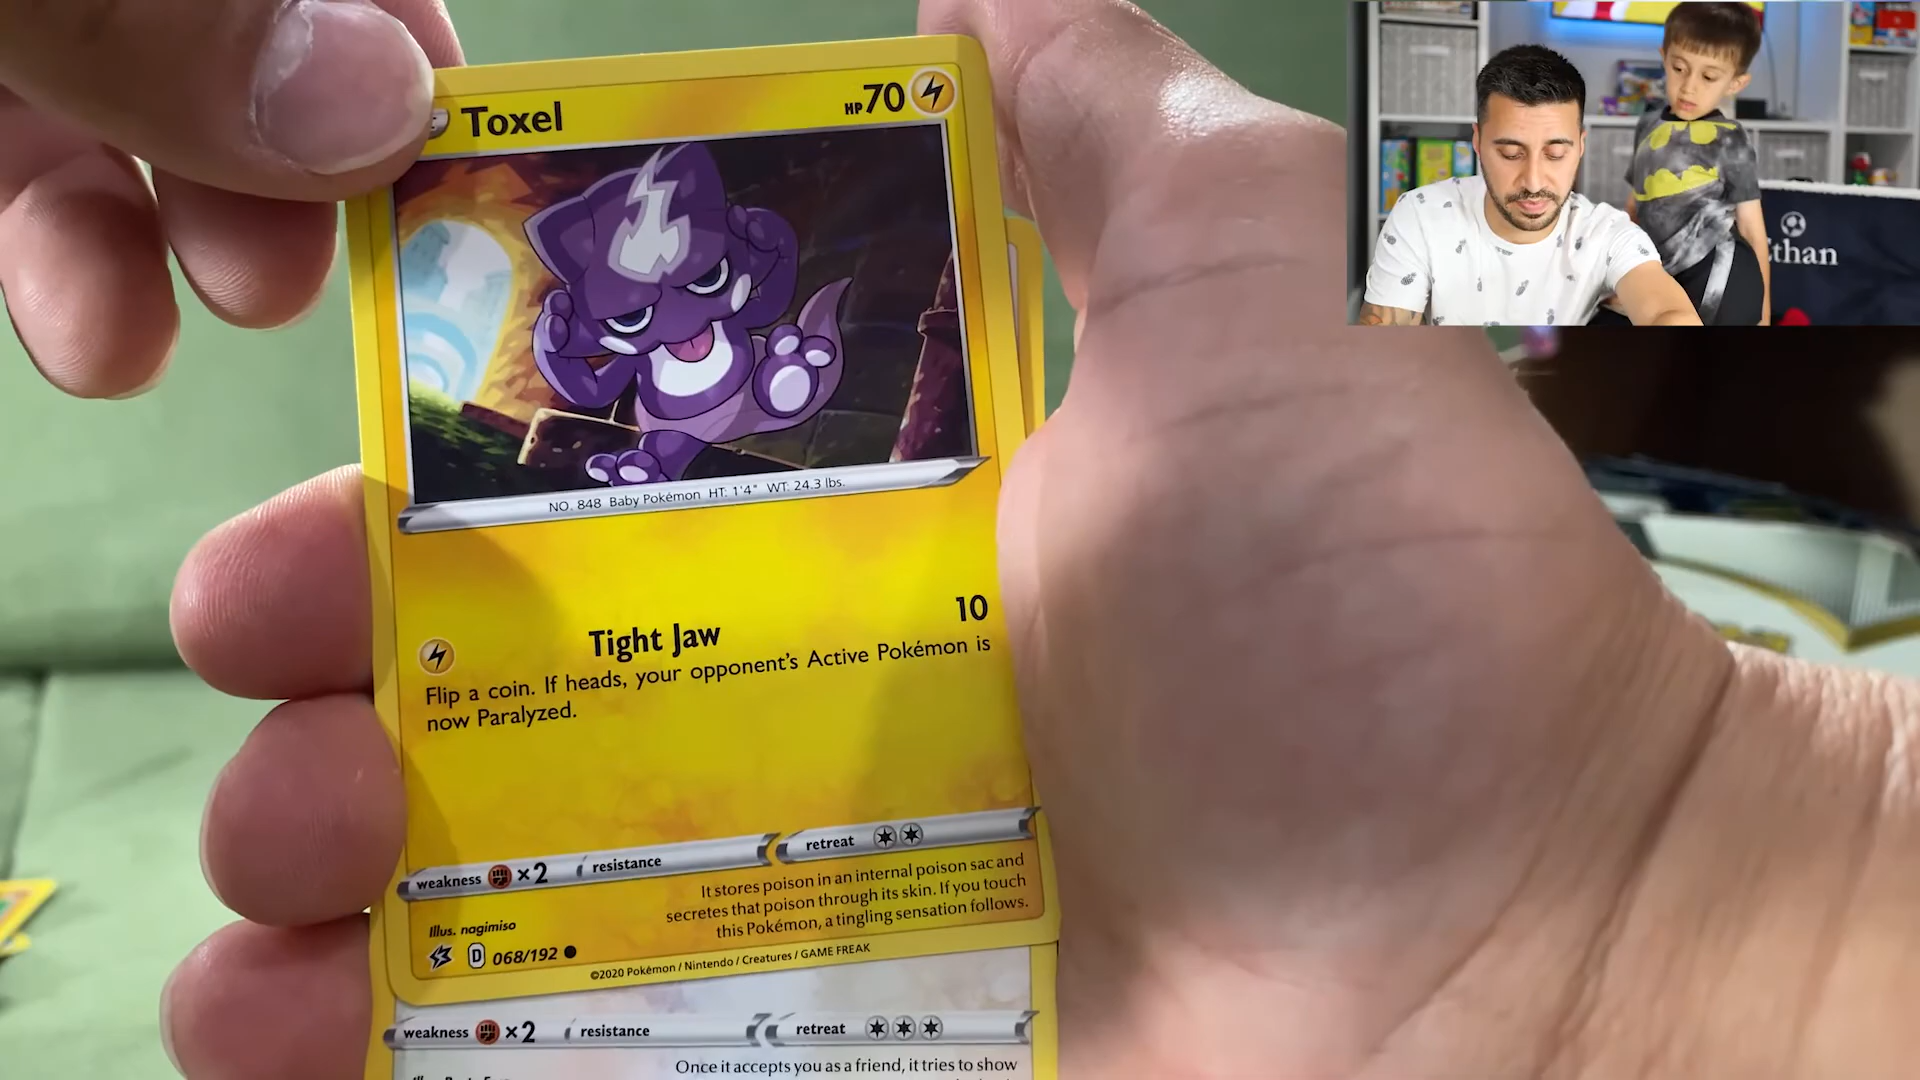 Toxel
HP 70
NO. 848 Baby Pokémon HT: 1'4" WT: 24.3 lbs.
Tight Jaw 10
Flip a coin. If heads, your opponent's Active Pokémon is
now Paralyzed.
weakness ×2 resistance retreat
It stores poison in an internal poison sac and
secretes that poison through its skin. If you touch
this Pokémon, a tingling sensation follows.
Illus. nagimiso
D 068/192
©2020 Pokémon / Nintendo / Creatures / GAME FREAK
weakness ×2 resistance retreat
Once it accepts you as a friend, it tries to show
Ethan